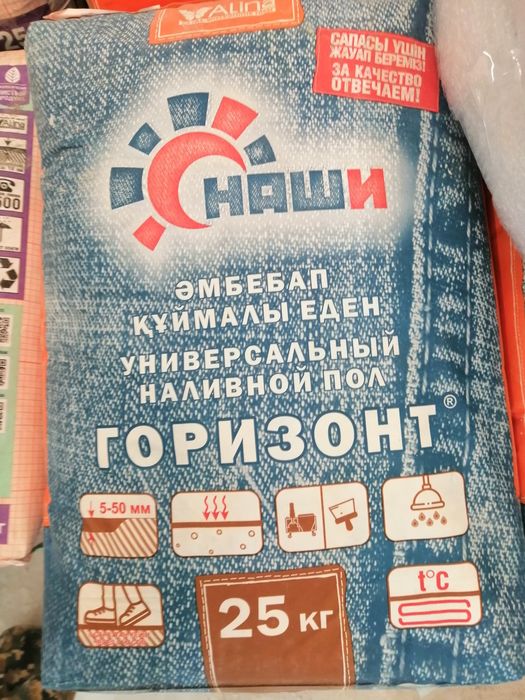 ALINA
САПАСЫ ҮШІН
ЖАУАП БЕРЕМІЗ!
ЗА КАЧЕСТВО
ОТВЕЧАЕМ!
НАШИ
ӘМБЕБАП
ҚҰЙМАЛЫ ЕДЕН
УНИВЕРСАЛЬНЫЙ
НАЛИВНОЙ ПОЛ
ГОРИЗОНТ®
5-50 мм
t°C
25 кг